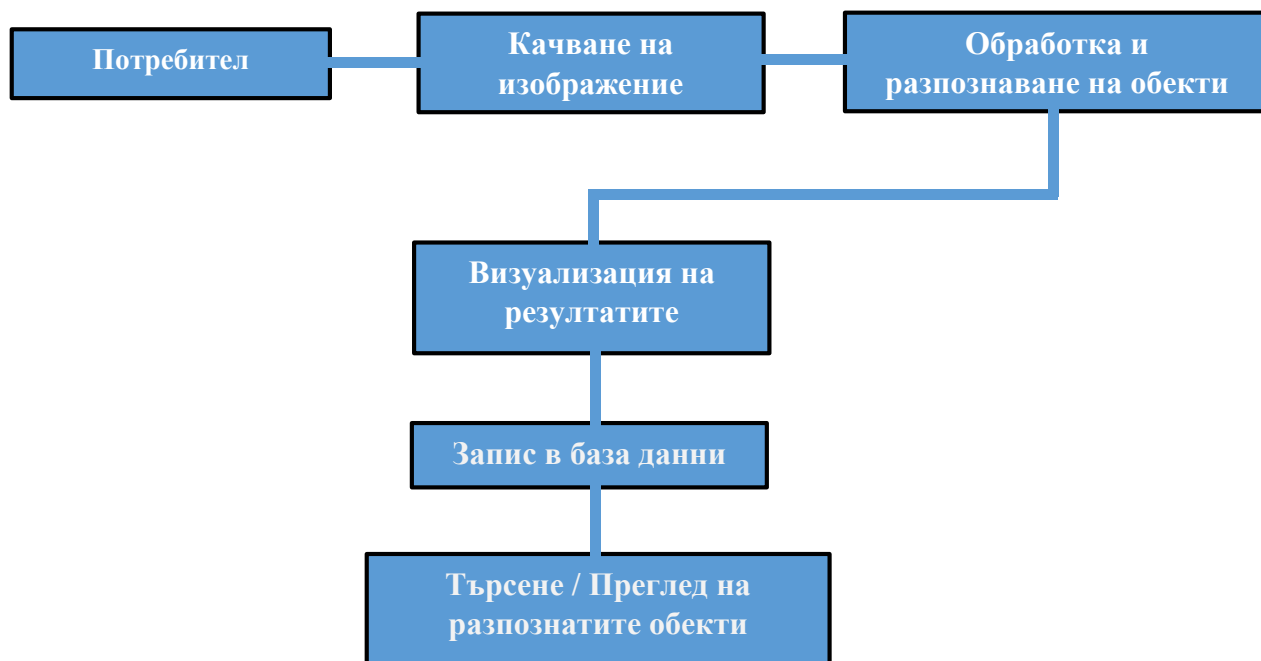 Потребител
Качване на
изображение
Обработка и
разпознаване на обекти
Визуализация на
резултатите
Запис в база данни
Търсене / Преглед на
разпознатите обекти